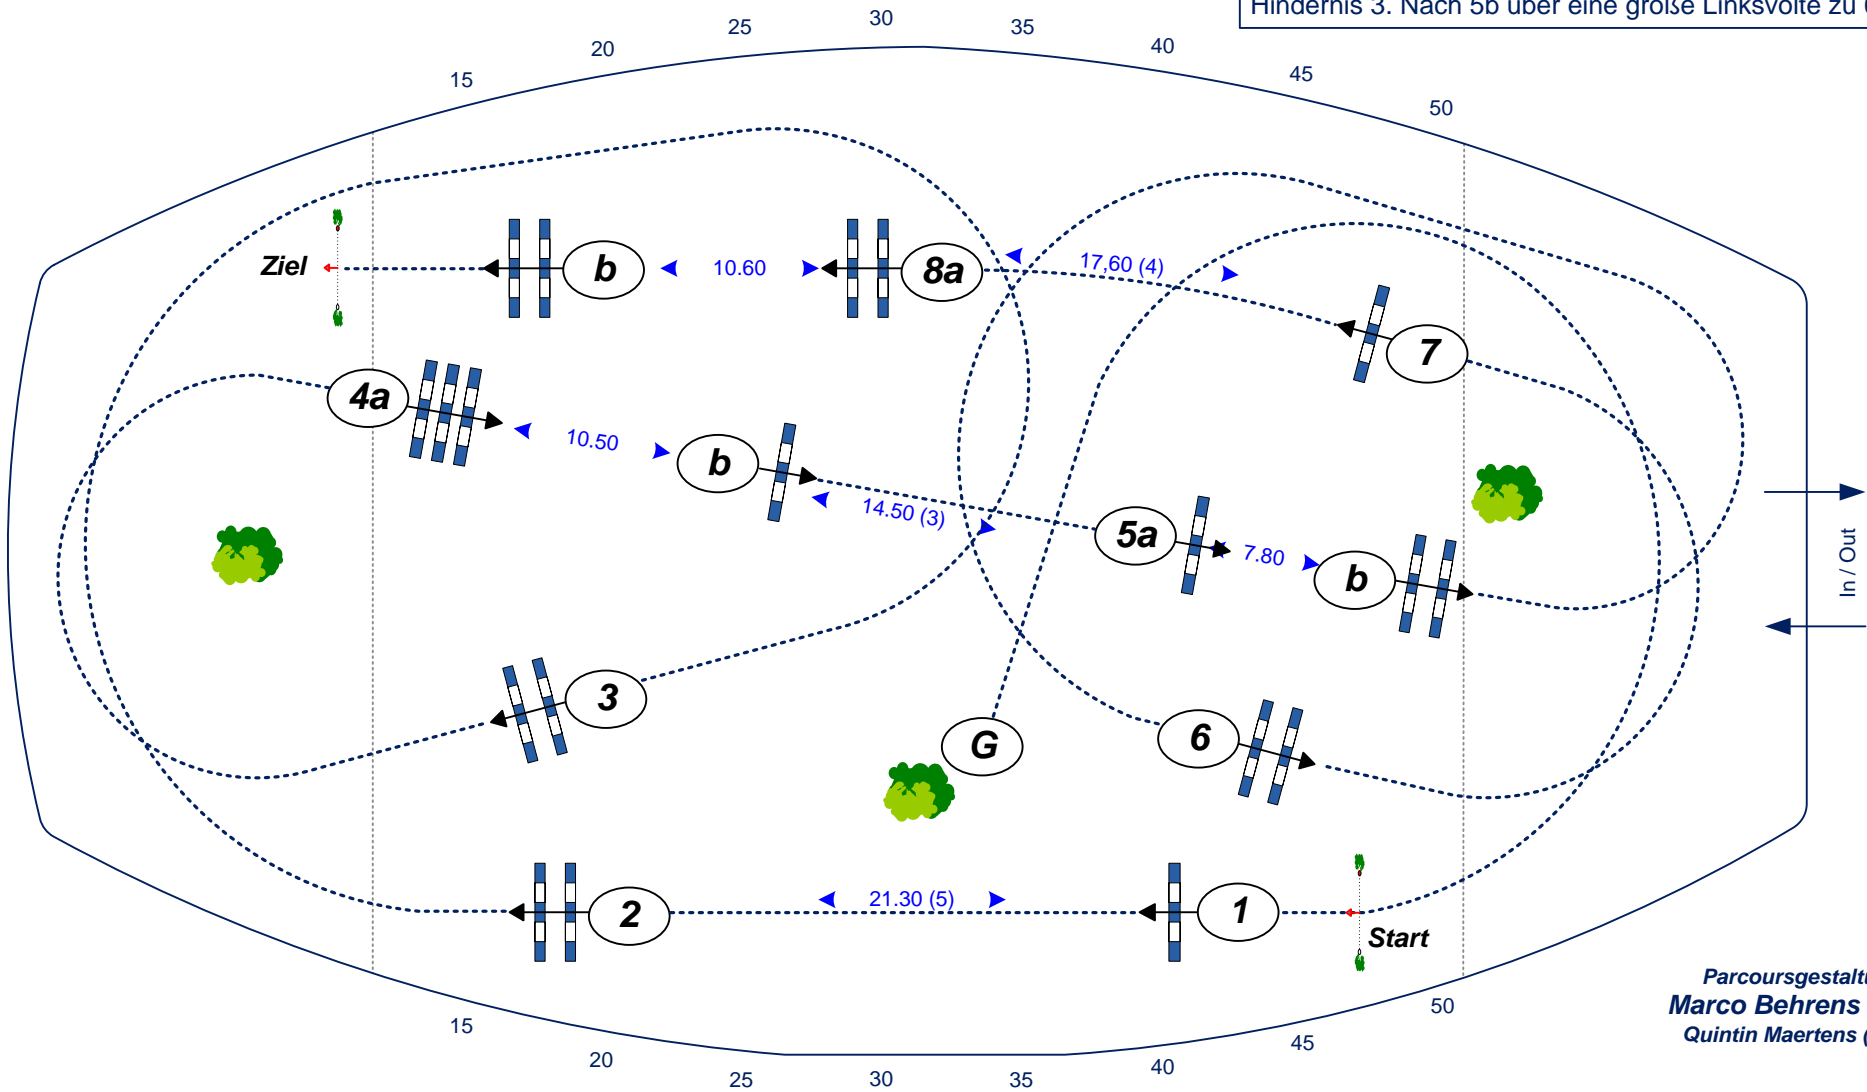 Hindernis 3. Nach 5b über eine große Linksvolte zu
15 20 25 30 35 40 45 50
Ziel
b
10.60
8a
17,60 (4)
7
4a
10.50
b
14.50 (3)
5a
7.80
b
In / Out
3
G
6
2
21.30 (5)
1
Start
15 20 25 30 35 40 45 50
Marco Behrens
Quintin Maertens (